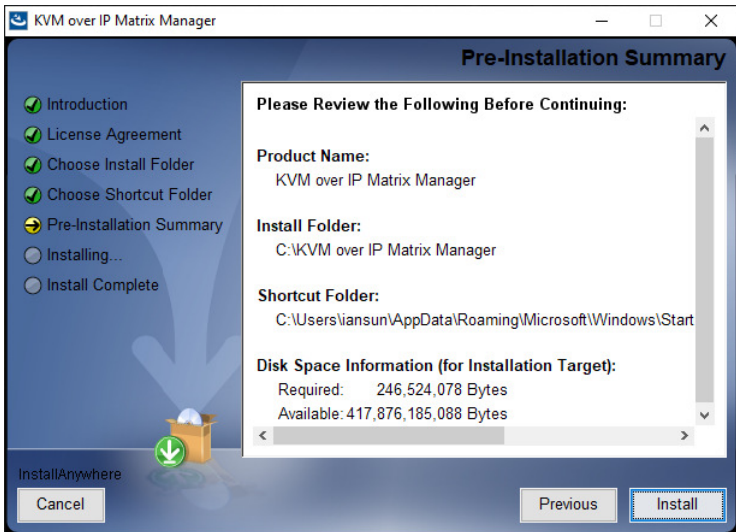 KVM over IP Matrix Manager
Pre-Installation Summary
Introduction
License Agreement
Choose Install Folder
Choose Shortcut Folder
Pre-Installation Summary
Installing...
Install Complete
Please Review the Following Before Continuing:
Product Name:
KVM over IP Matrix Manager
Install Folder:
C:\KVM over IP Matrix Manager
Shortcut Folder:
C:\Users\iansun\AppData\Roaming\Microsoft\Windows\Start
Disk Space Information (for Installation Target):
Required: 246,524,078 Bytes
Available: 417,876,185,088 Bytes
InstallAnywhere
Cancel
Previous
Install